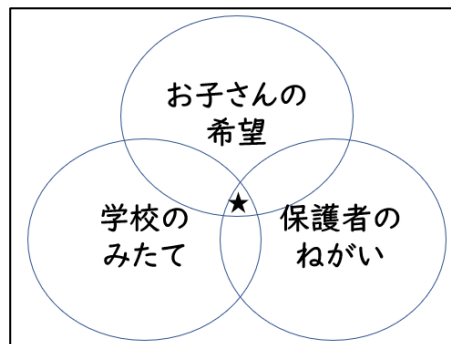 お子さんの
希望
学校の
みたて
★
保護者の
ねがい